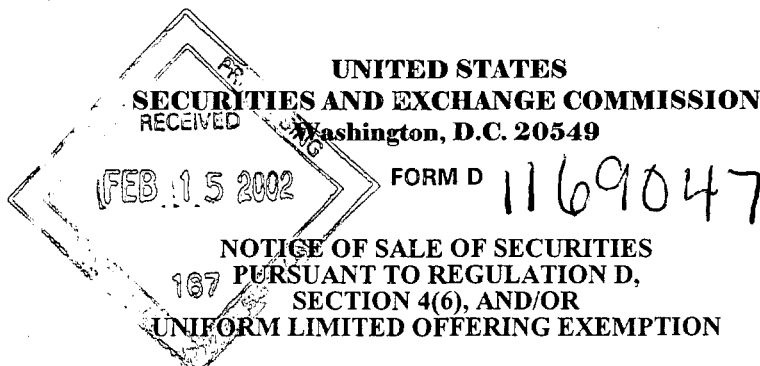 UNITED STATES
SECURITIES AND EXCHANGE COMMISSION
RECEIVED
Washington, D.C. 20549
FEB 15 2002
FORM D 1169047
NOTICE OF SALE OF SECURITIES
167 PURSUANT TO REGULATION D,
SECTION 4(6), AND/OR
UNIFORM LIMITED OFFERING EXEMPTION